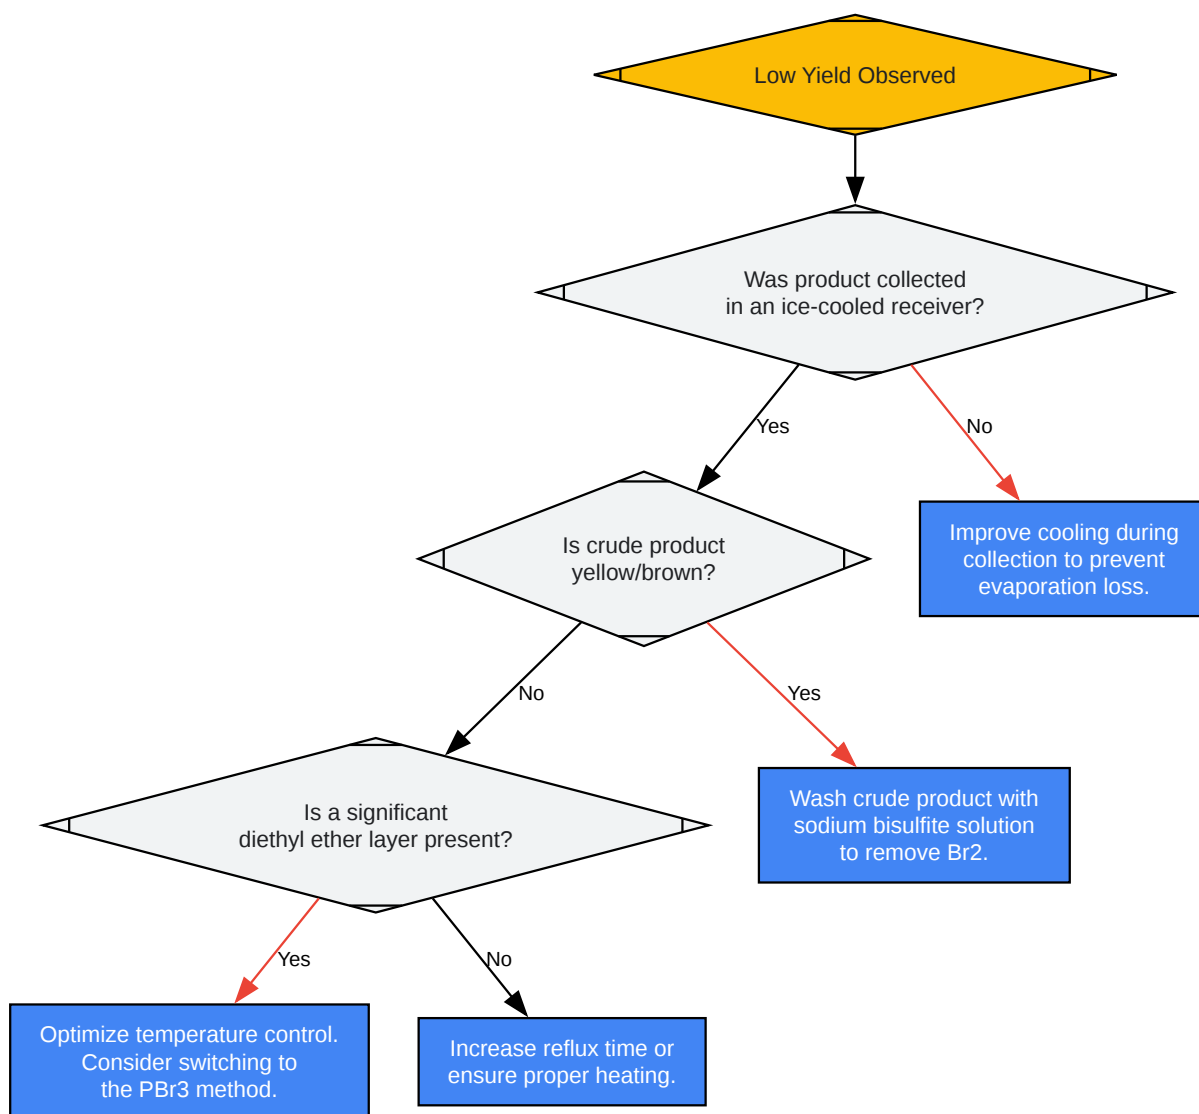 Low Yield Observed
Was product collected
in an ice-cooled receiver?
Yes
No
Is crude product
yellow/brown?
Improve cooling during
collection to prevent
evaporation loss.
No
Yes
Is a significant
diethyl ether layer present?
Wash crude product with
sodium bisulfite solution
to remove Br2.
Yes
No
Optimize temperature control.
Consider switching to
the PBr3 method.
Increase reflux time or
ensure proper heating.